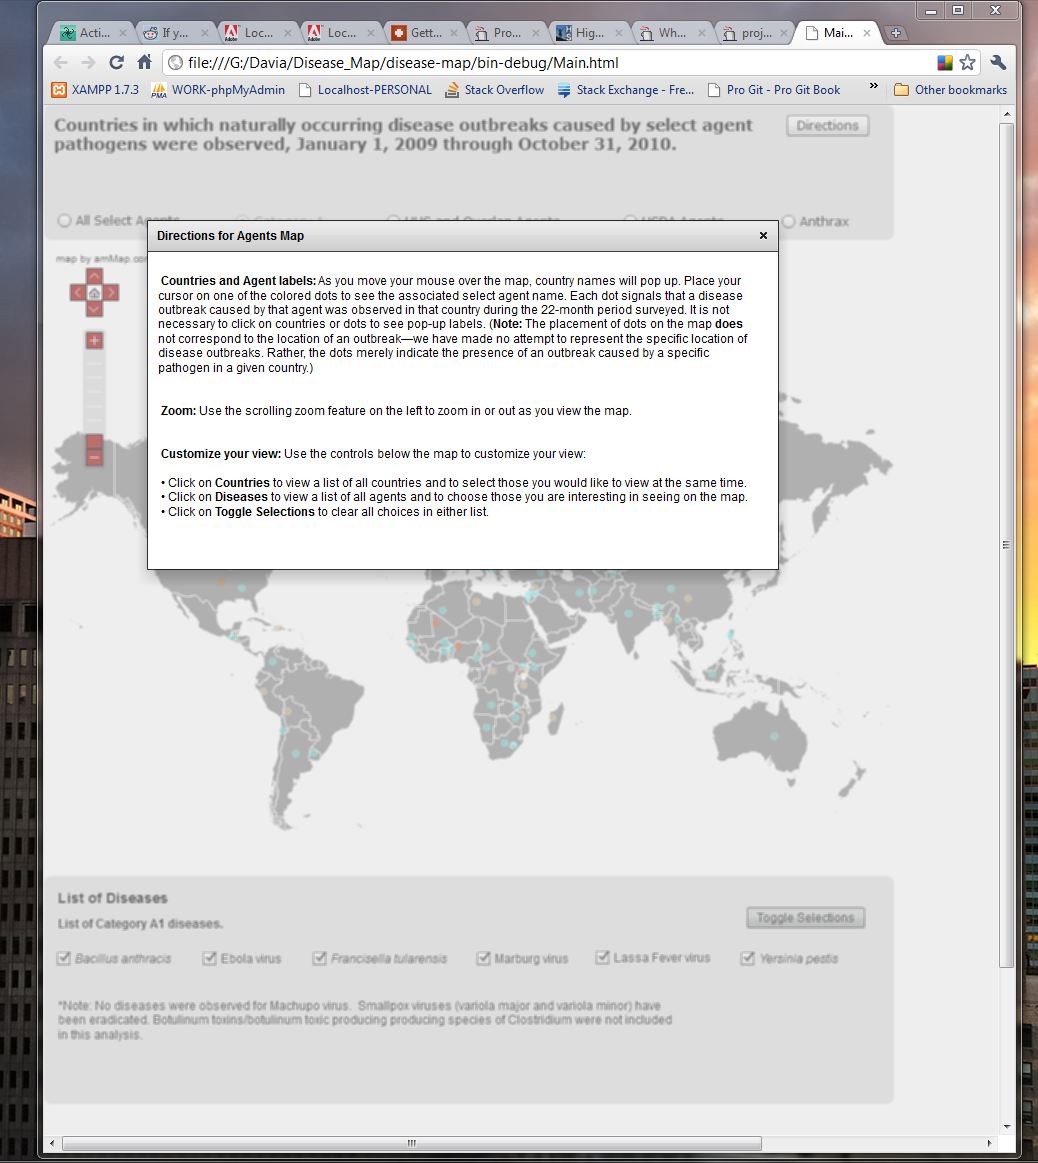 Acti...
If y...
Loc...
Loc...
Gett...
Pro...
Hig...
Wh...
proj...
Mai...
file:///G:/Davia/Disease_Map/disease-map/bin-debug/Main.html
XAMPP 1.7.3
WORK-phpMyAdmin
Localhost-PERSONAL
Stack Overflow
Stack Exchange - Fre...
Pro Git - Pro Git Book
»
Other bookmarks
Countries in which naturally occurring disease outbreaks caused by select agent
pathogens were observed, January 1, 2009 through October 31, 2010.
Directions
All Select Agents
Category A
HHS and Overlap Agents
USDA Agents
Anthrax
map by amMap.com
Directions for Agents Map
Countries and Agent labels: As you move your mouse over the map, country names will pop up. Place your
cursor on one of the colored dots to see the associated select agent name. Each dot signals that a disease
outbreak caused by that agent was observed in that country during the 22-month period surveyed. It is not
necessary to click on countries or dots to see pop-up labels. (Note: The placement of dots on the map does
not correspond to the location of an outbreak—we have made no attempt to represent the specific location of
disease outbreaks. Rather, the dots merely indicate the presence of an outbreak caused by a specific
pathogen in a given country.)
Zoom: Use the scrolling zoom feature on the left to zoom in or out as you view the map.
Customize your view: Use the controls below the map to customize your view:
• Click on Countries to view a list of all countries and to select those you would like to view at the same time.
• Click on Diseases to view a list of all agents and to choose those you are interesting in seeing on the map.
• Click on Toggle Selections to clear all choices in either list.
List of Diseases
List of Category A1 diseases.
Toggle Selections
Bacillus anthracis
Ebola virus
Francisella tularensis
Marburg virus
Lassa Fever virus
Yersinia pestis
*Note: No diseases were observed for Machupo virus. Smallpox viruses (variola major and variola minor) have
been eradicated. Botulinum toxins/botulinum toxic producing producing species of Clostridium were not included
in this analysis.